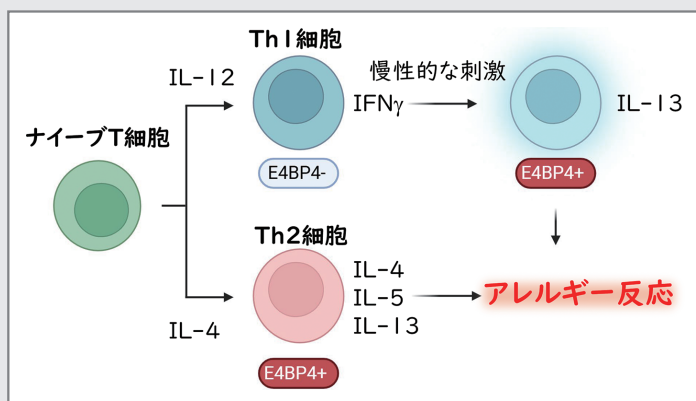 ナイーブT細胞
IL-12
Th1細胞
E4BP4-
IFNγ
慢性的な刺激
IL-13
E4BP4+
IL-4
Th2細胞
E4BP4+
IL-4
IL-5
IL-13
アレルギー反応